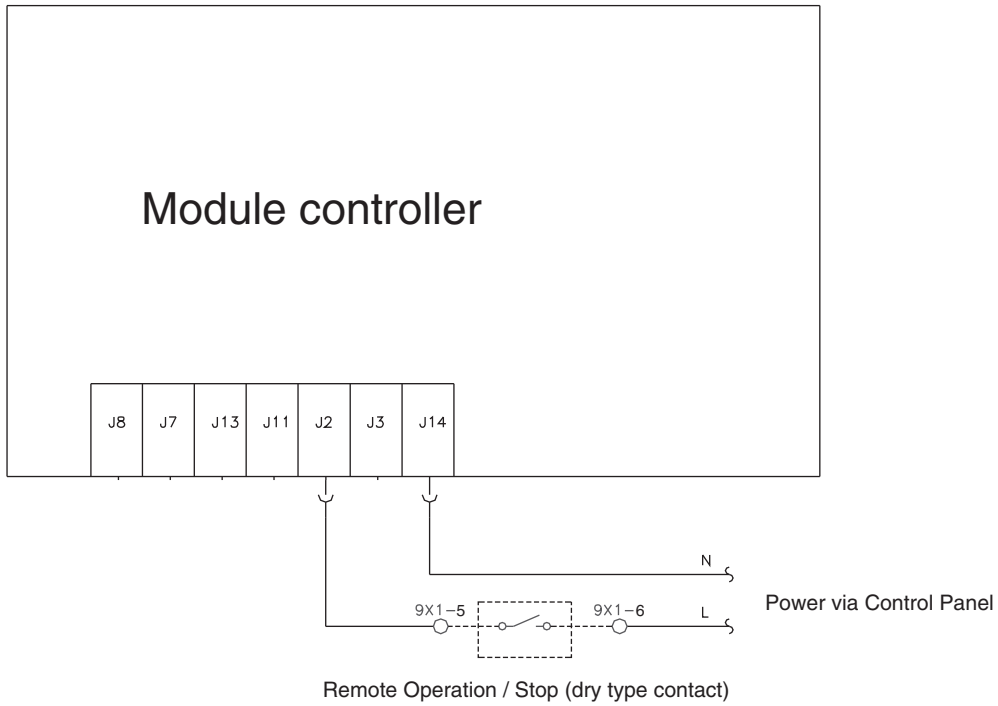 Module controller
J8 J7 J13 J11 J2 J3 J14
N
Power via Control Panel
9X1-5 9X1-6 L
Remote Operation / Stop (dry type contact)